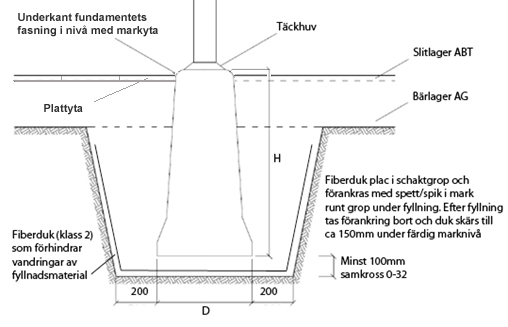 Underkant fundamentets
fasning i nivå med markyta
Täckhuv
Slitlager ABT
Plattyta
Bärlager AG
H
Fiberduk plac i schaktgrop och
förankras med spett/spik i mark
runt grop under fyllning. Efter fyllning
tas förankring bort och duk skärs till
ca 150mm under färdig marknivå
Fiberduk (klass 2)
som förhindrar
vandringar av
fyllnadsmaterial
Minst 100mm
samkross 0-32
200
D
200